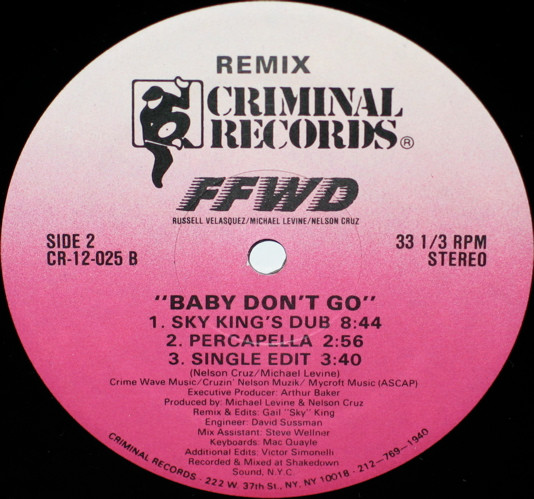 REMIX
CRIMINAL
RECORDS®
FFWD
RUSSELL VELASQUEZ/MICHAEL LEVINE/NELSON CRUZ
SIDE 2
CR-12-025 B
33 1/3 RPM
STEREO
"BABY DON'T GO"
1. SKY KING'S DUB 8:44
2. PERCAPELLA 2:56
3. SINGLE EDIT 3:40
(Nelson Cruz/Michael Levine)
Crime Wave Music/Cruzin' Nelson Muzik/ Mycroft Music (ASCAP)
Executive Producer: Arthur Baker
Produced by: Michael Levine & Nelson Cruz
Remix & Edits: Gail "Sky" King
Engineer: David Sussman
Mix Assistant: Steve Wellner
Keyboards: Mac Quayle
Additional Edits: Victor Simonelli
Recorded & Mixed at Shakedown
Sound, N.Y.C.
CRIMINAL RECORDS - 222 W. 37th St., NY, NY 10018 - 212-769-1940